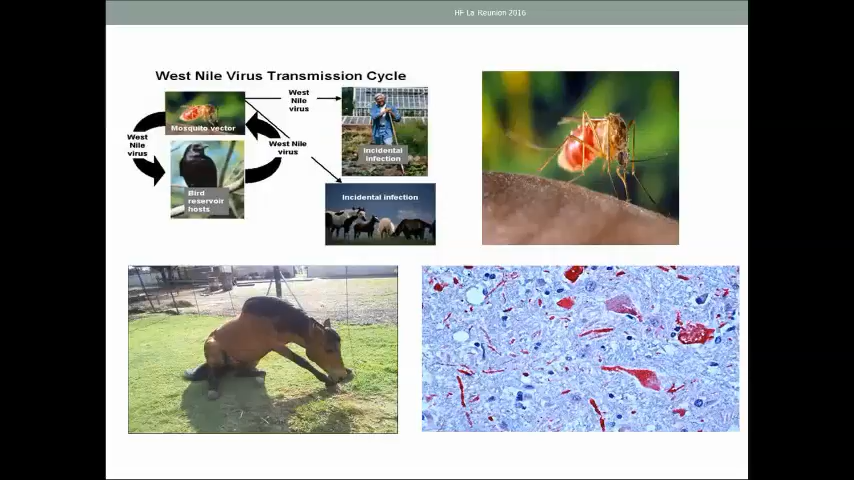 HF La Reunion 2016
West Nile Virus Transmission Cycle
West
Nile
virus
Mosquito vector
West
Nile
virus
West Nile
virus
Incidental
infection
Bird
reservoir
hosts
Incidental infection